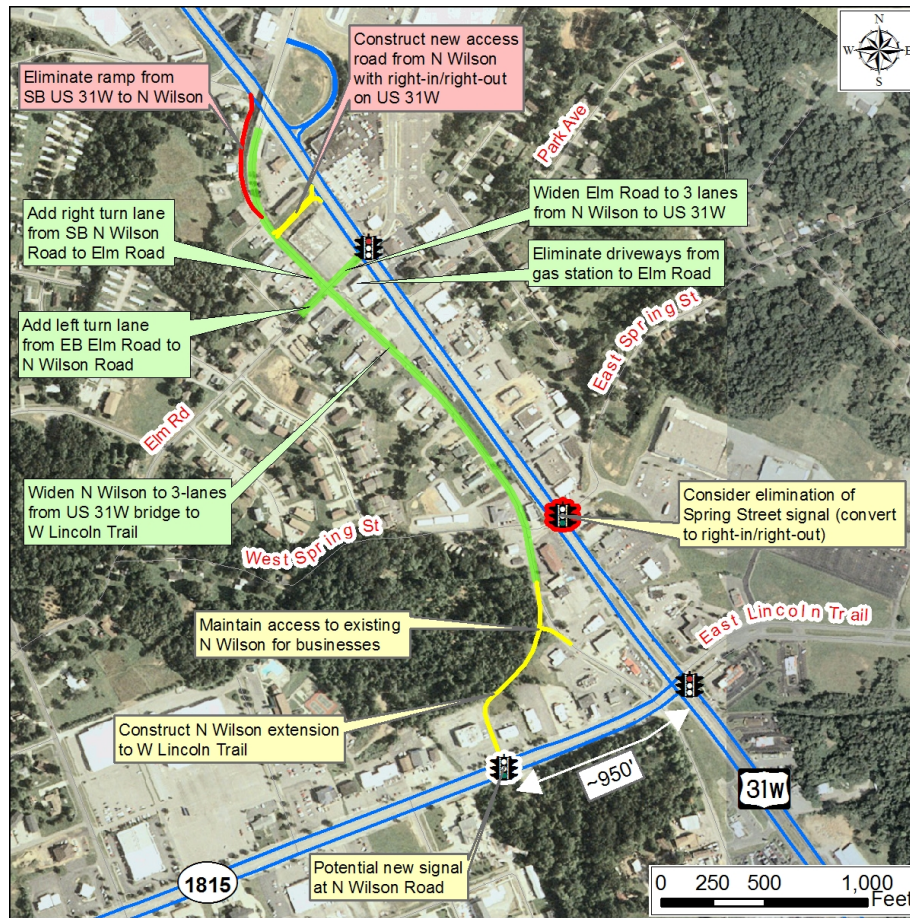 N
W
E
S
Eliminate ramp from
SB US 31W to N Wilson
Construct new access
road from N Wilson
with right-in/right-out
on US 31W
Park Ave
Add right turn lane
from SB N Wilson
Road to Elm Road
Widen Elm Road to 3 lanes
from N Wilson to US 31W
Eliminate driveways from
gas station to Elm Road
Add left turn lane
from EB Elm Road to
N Wilson Road
East Spring St
Elm Rd
Widen N Wilson to 3-lanes
from US 31W bridge to
W Lincoln Trail
Consider elimination of
Spring Street signal (convert
to right-in/right-out)
West Spring St
East Lincoln Trail
Maintain access to existing
N Wilson for businesses
Construct N Wilson extension
to W Lincoln Trail
~950'
31W
Potential new signal
at N Wilson Road
1815
0 250 500 1,000
Feet